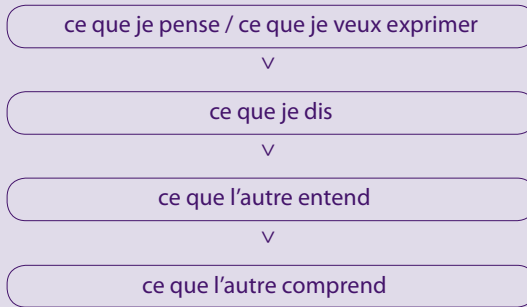 ce que je pense / ce que je veux exprimer
˅
ce que je dis
˅
ce que l'autre entend
˅
ce que l'autre comprend